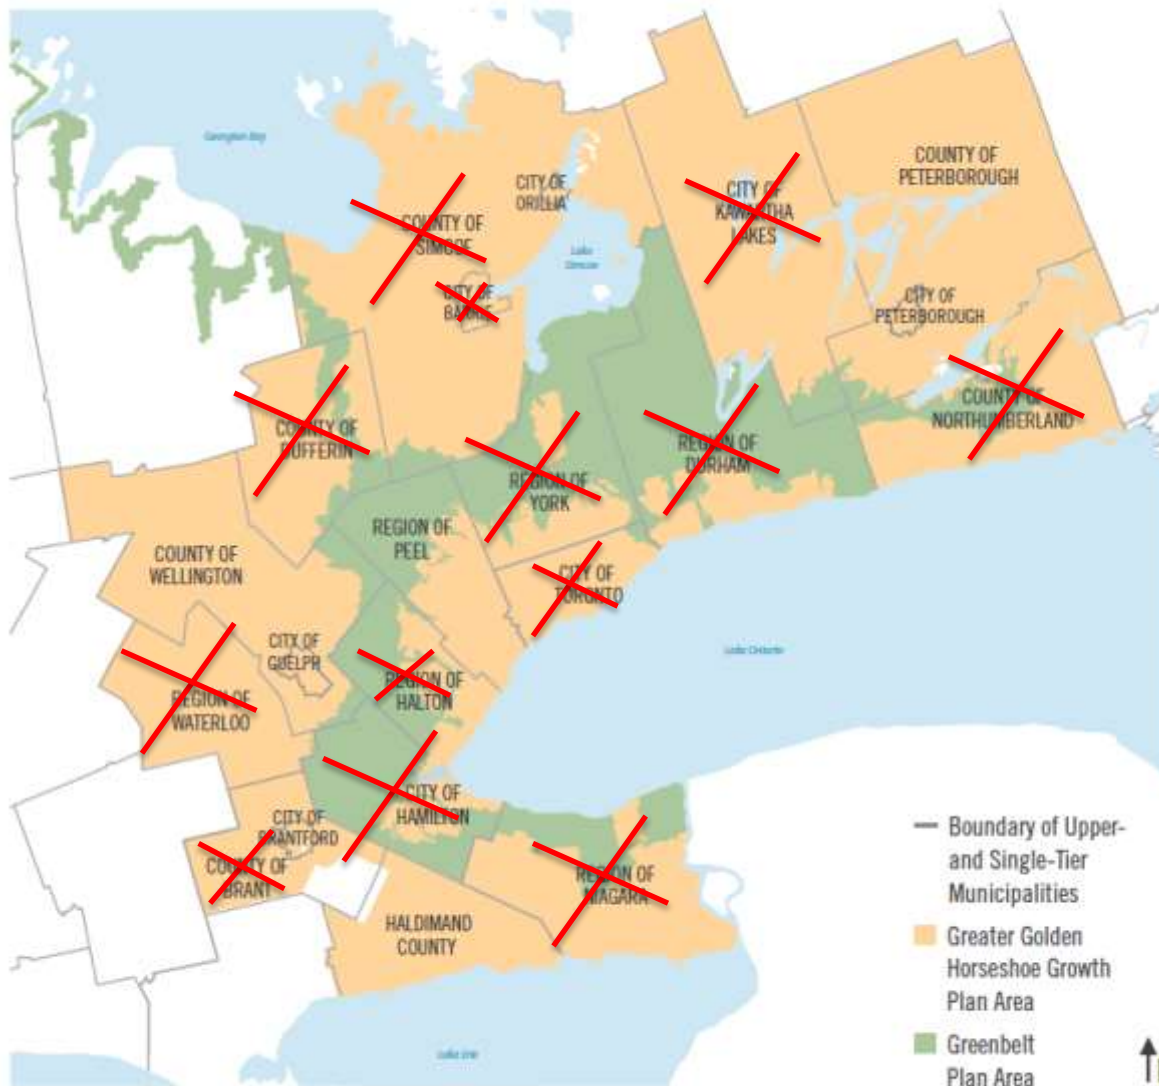 Georgian Bay
COUNTY OF
PETERBOROUGH
CITY OF
ORILLIA
CITY OF
KAWARTHA
LAKES
COUNTY OF
SIMCOE
Lake
Simcoe
CITY OF
BARRIE
CITY OF
PETERBOROUGH
COUNTY OF
NORTHUMBERLAND
COUNTY OF
DUFFERIN
REGION OF
DURHAM
REGION OF
YORK
REGION OF
PEEL
COUNTY OF
WELLINGTON
CITY OF
TORONTO
CITY OF
GUELPH
Lake Ontario
REGION OF
HALTON
REGION OF
WATERLOO
CITY OF
HAMILTON
CITY OF
BRANTFORD
COUNTY OF
BRANT
REGION OF
NIAGARA
HALDIMAND
COUNTY
Lake Erie
Boundary of Upper-
and Single-Tier
Municipalities
Greater Golden
Horseshoe Growth
Plan Area
Greenbelt
Plan Area